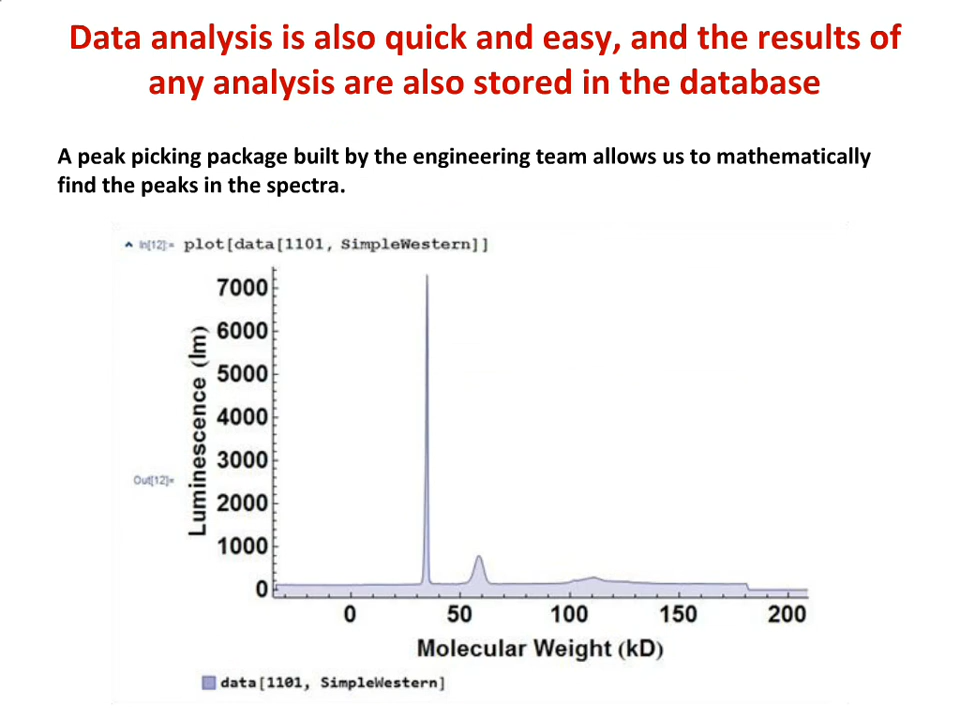 Data analysis is also quick and easy, and the results of
any analysis are also stored in the database
A peak picking package built by the engineering team allows us to mathematically
find the peaks in the spectra.
In[12]:= plot[data[1101, SimpleWestern]]
7000
6000
5000
4000
3000
2000
1000
0
Luminescence (lm)
Out[12]=
0 50 100 150 200
Molecular Weight (kD)
data[1101, SimpleWestern]